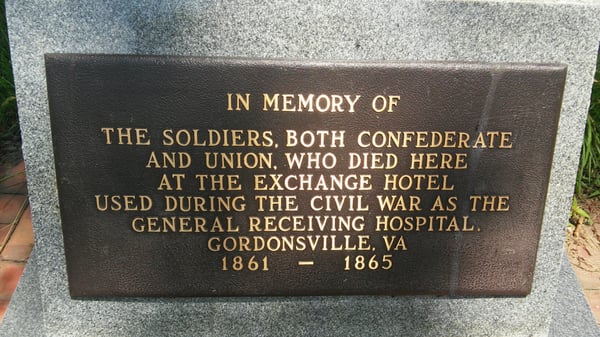 IN MEMORY OF
THE SOLDIERS, BOTH CONFEDERATE
AND UNION, WHO DIED HERE
AT THE EXCHANGE HOTEL
USED DURING THE CIVIL WAR AS THE
GENERAL RECEIVING HOSPITAL,
GORDONSVILLE, VA
1861 — 1865